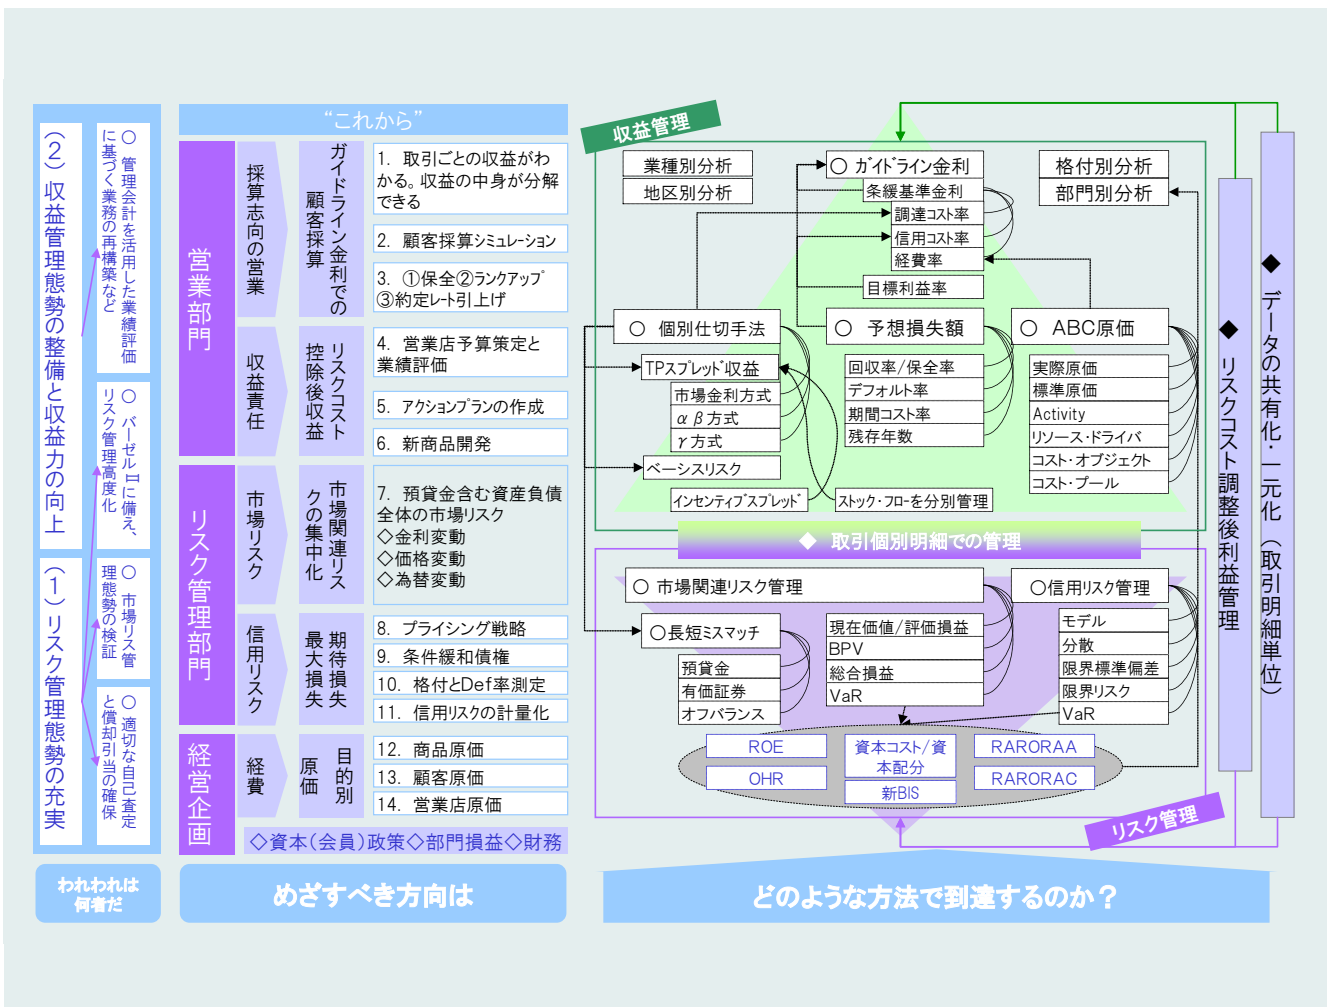 (2) 収益管理態勢の整備と収益力の向上
○ 管理会計を活用した業績評価
に基づく業務の再構築など
○ バーゼルⅡに備え、
リスク管理高度化
(1) リスク管理態勢の充実
○ 市場リスク管
理態勢の検証
○ 適切な自己査定
と償却引当の確保
われわれは
何者だ
“これから”
営業部門
採算志向の営業
ガイドライン金利での
顧客採算
1. 取引ごとの収益がわ
かる。収益の中身が分解
できる
2. 顧客採算シミュレーション
3. ①保全②ランクアップ
③約定レート引上げ
収益責任
リスクコスト
控除後収益
4. 営業店予算策定と
業績評価
5. アクションプランの作成
6. 新商品開発
リスク管理部門
市場リスク
市場関連リス
クの集中化
7. 預貸金含む資産負債
全体の市場リスク
◇金利変動
◇価格変動
◇為替変動
信用リスク
期待損失
最大損失
8. プライシング戦略
9. 条件緩和債権
10. 格付とDef率測定
11. 信用リスクの計量化
経営企画
経費
目的別
原価
12. 商品原価
13. 顧客原価
14. 営業店原価
◇資本(会員)政策◇部門損益◇財務
めざすべき方向は
収益管理
業種別分析
地区別分析
○ ガイドライン金利
条緩基準金利
調達コスト率
信用コスト率
経費率
目標利益率
格付別分析
部門別分析
○ 個別仕切手法
TPスプレッド収益
市場金利方式
αβ方式
γ方式
ベーシスリスク
インセンティブスプレッド
○ 予想損失額
回収率/保全率
デフォルト率
期間コスト率
残存年数
ストック・フローを分別管理
○ ABC原価
実際原価
標準原価
Activity
リソース・ドライバ
コスト・オブジェクト
コスト・プール
◆ 取引個別明細での管理
○ 市場関連リスク管理
○長短ミスマッチ
預貸金
有価証券
オフバランス
現在価値/評価損益
BPV
総合損益
VaR
○信用リスク管理
モデル
分散
限界標準偏差
限界リスク
VaR
ROE
OHR
資本コスト/資
本配分
新BIS
RARORAA
RARORAC
リスク管理
◆ リスクコスト調整後利益管理
◆ データの共有化・一元化(取引明細単位)
どのような方法で到達するのか?